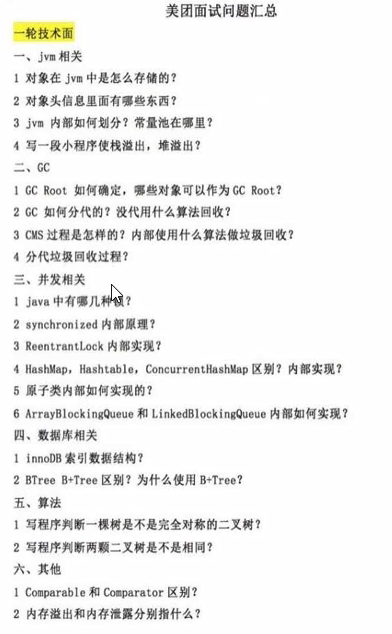 美团面试问题汇总
一轮技术面
一、jvm 相关
1 对象在 jvm 中是怎么存储的？
2 对象头信息里面有哪些东西？
3 jvm 内部如何划分？常量池在哪里？
4 写一段小程序使栈溢出，堆溢出？
二、GC
1 GC Root 如何确定，哪些对象可以作为 GC Root？
2 GC 如何分代的？没代用什么算法回收？
3 CMS 过程是怎样的？内部使用什么算法做垃圾回收？
4 分代垃圾回收过程？
三、并发相关
1 java 中有哪几种锁？
2 synchronized 内部原理？
3 ReentrantLock 内部实现？
4 HashMap, Hashtable, ConcurrentHashMap 区别？内部实现？
5 原子类内部如何实现的？
6 ArrayBlockingQueue 和 LinkedBlockingQueue 内部如何实现？
四、数据库相关
1 innoDB 索引数据结构？
2 BTree B+Tree 区别？为什么使用 B+Tree？
五、算法
1 写程序判断一棵树是不是完全对称的二叉树？
2 写程序判断两颗二叉树是不是相同？
六、其他
1 Comparable 和 Comparator 区别？
2 内存溢出和内存泄露分别指什么？